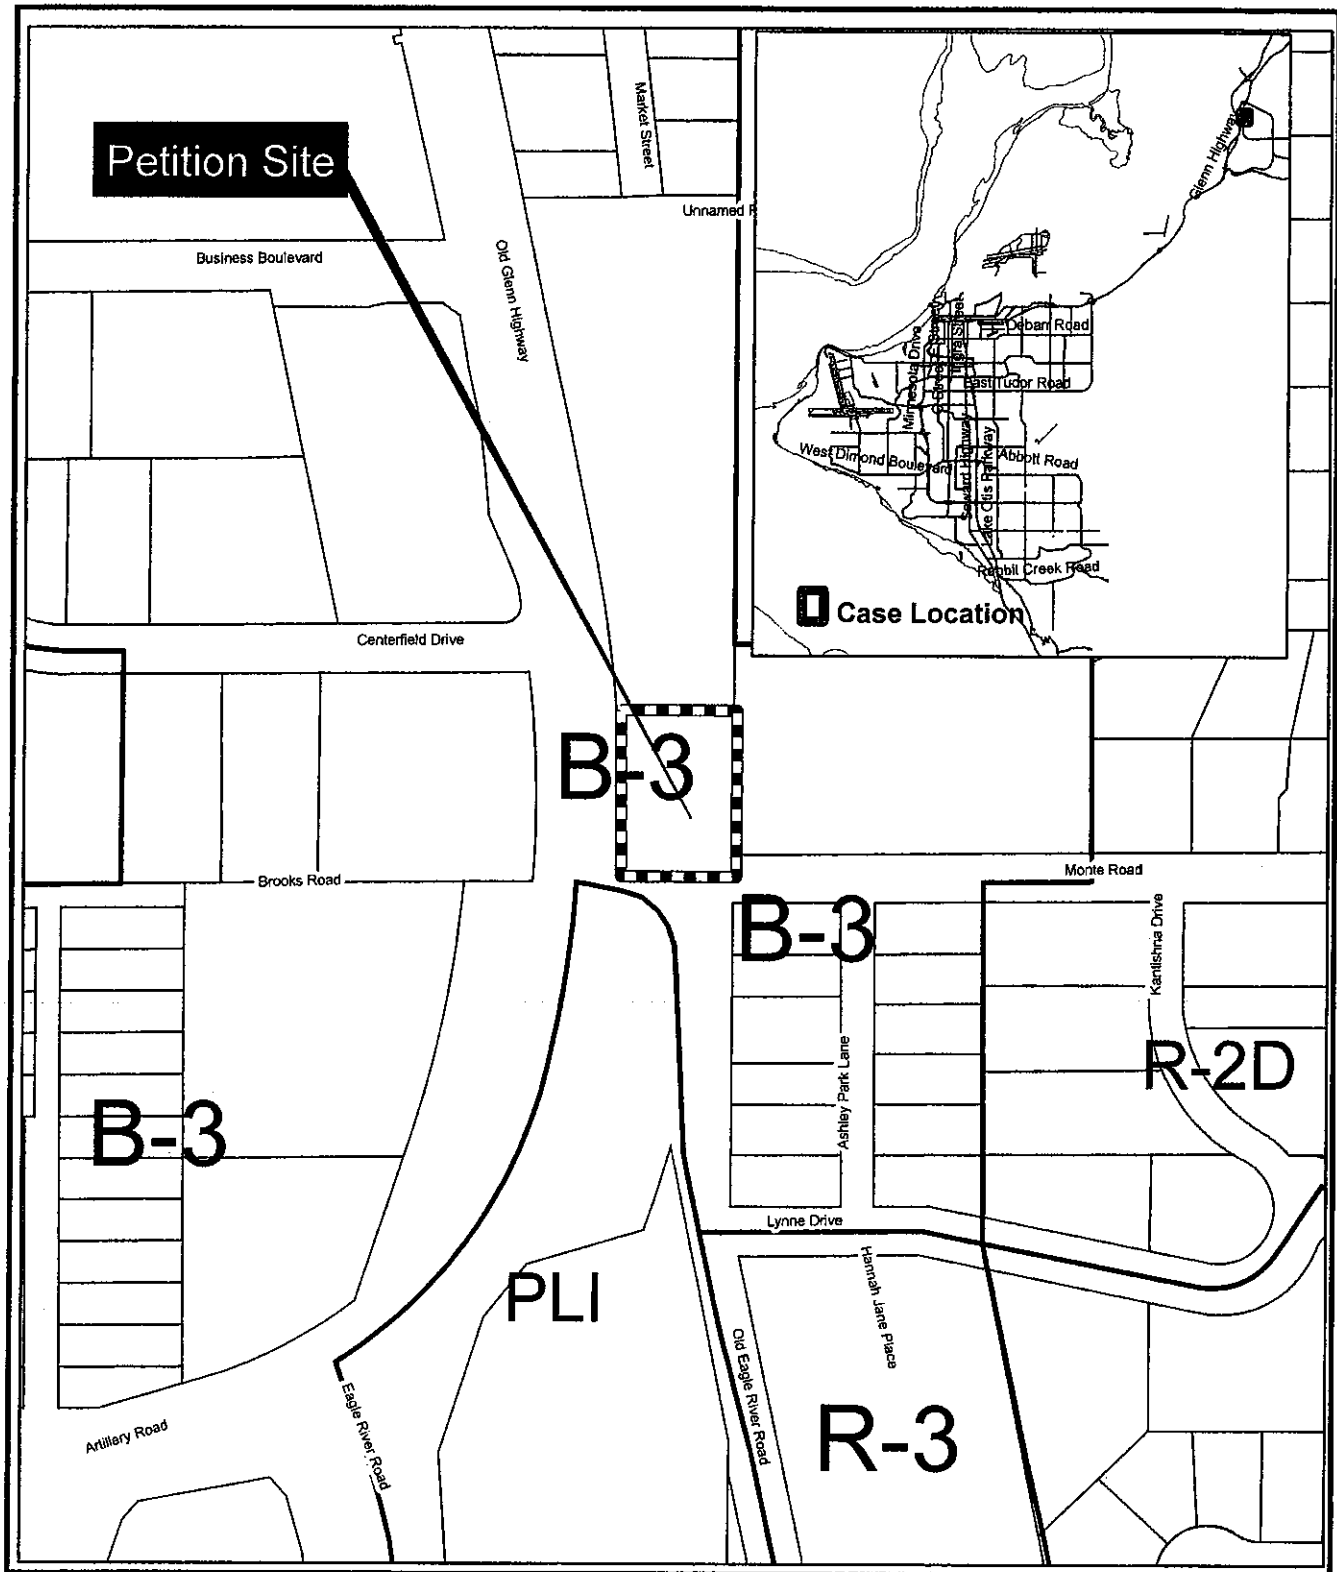 Petition Site
Market Street
Unnamed R
Business Boulevard
Old Glenn Highway
Glenn Highway
Debarr Road
Minnesota Drive
C Street
East Tudor Road
West Dimond Boulevard
Seward Highway
Lake Otis Parkway
Abbott Road
Rabbit Creek Road
Case Location
Centerfield Drive
B-3
Brooks Road
Monte Road
B-3
Kantishna Drive
Ashley Park Lane
R-2D
B-3
Lynne Drive
Hannah Jane Place
PLI
Old Eagle River Road
Eagle River Road
R-3
Artillery Road